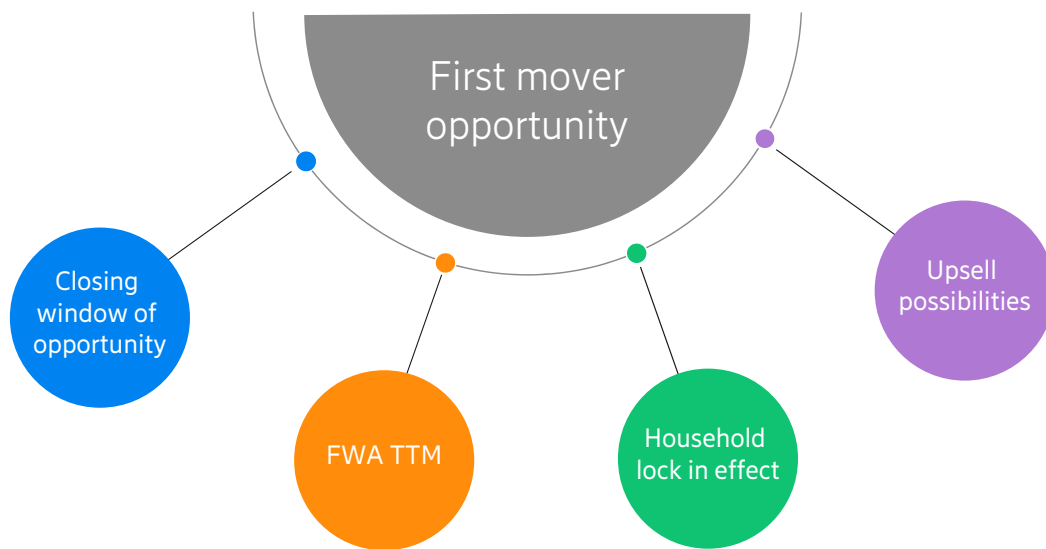 First mover
opportunity
Closing
window of
opportunity
FWA TTM
Household
lock in effect
Upsell
possibilities